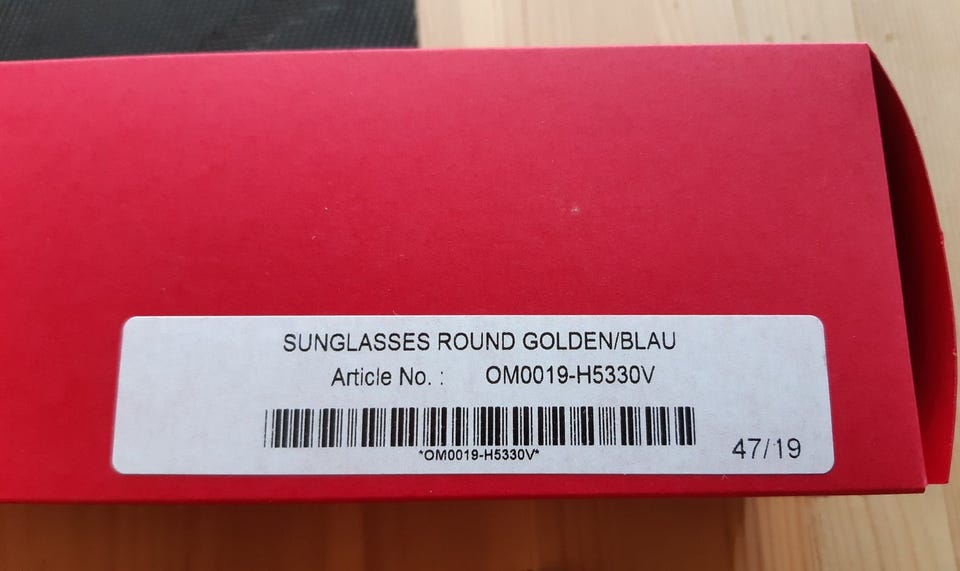 SUNGLASSES ROUND GOLDEN/BLAU
Article No. : OM0019-H5330V
*OM0019-H5330V*
47/19